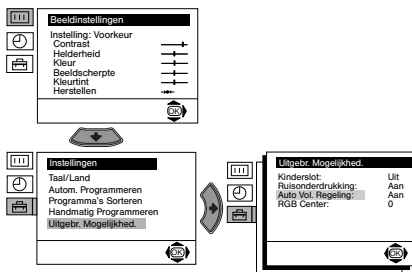 Beeldinstellingen
Instelling: Voorkeur
Contrast
Helderheid
Kleur
Beeldscherpte
Kleurtint
Herstellen
OK
Instellingen
Taal/Land
Autom. Programmeren
Programma's Sorteren
Handmatig Programmeren
Uitgebr. Mogelijkhed.
OK
Uitgebr. Mogelijkhed.
Kinderslot: Uit
Ruisonderdrukking: Aan
Auto Vol. Regeling: Aan
RGB Center: 0
OK